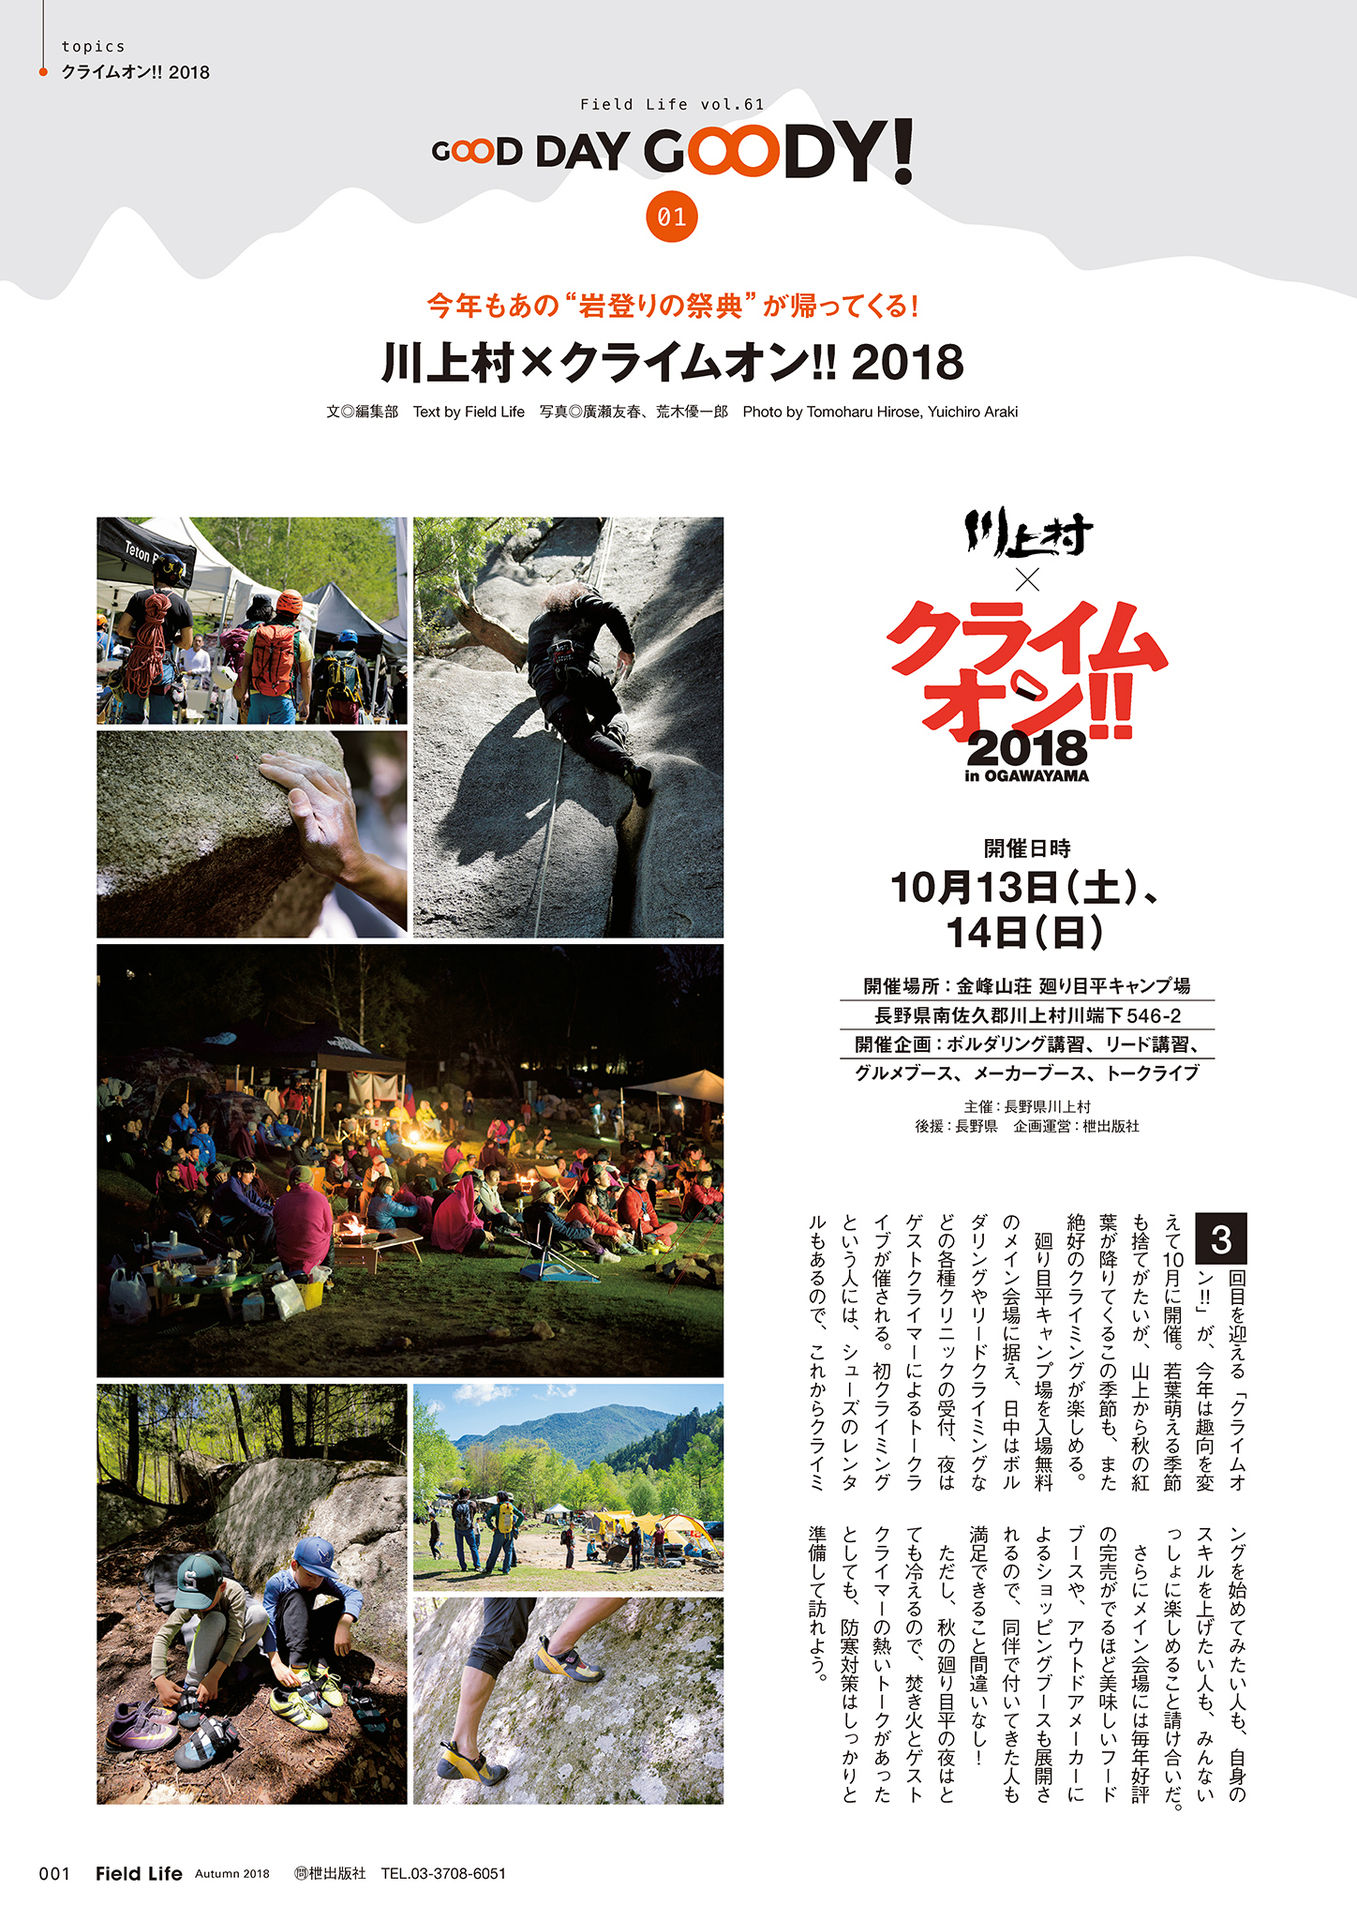 topics
クライムオン!! 2018
Field Life vol.61
GOOD DAY GOODY!
01
今年もあの“岩登りの祭典”が帰ってくる!
川上村×クライムオン!! 2018
文◎編集部 Text by Field Life 写真◎廣瀬友春、荒木優一郎 Photo by Tomoharu Hirose, Yuichiro Araki
川上村
×
クライム
オン!!
2018
in OGAWAYAMA
開催日時
10月13日(土)、
14日(日)
開催場所:金峰山荘 廻り目平キャンプ場
長野県南佐久郡川上村川端下546-2
開催企画:ボルダリング講習、リード講習、
グルメブース、メーカーブース、トークライブ
主催:長野県川上村
後援:長野県 企画運営:枻出版社
3回目を迎える「クライムオ
ン!!」が、今年は趣向を変
えて10月に開催。若葉萌える季節
も捨てがたいが、山上から秋の紅
葉が降りてくるこの季節も、また
絶好のクライミングが楽しめる。
廻り目平キャンプ場を入場無料
のメイン会場に据え、日中はボル
ダリングやリードクライミングな
どの各種クリニックの受付、夜は
ゲストクライマーによるトークラ
イブが催される。初クライミング
という人には、シューズのレンタ
ルもあるので、これからクライミ
ングを始めてみたい人も、自身の
スキルを上げたい人も、みんない
っしょに楽しめること請け合いだ。
さらにメイン会場には毎年好評
の完売がでるほど美味しいフード
ブースや、アウトドアメーカーに
よるショッピングブースも展開さ
れるので、同伴で付いてきた人も
満足できること間違いなし!
ただし、秋の廻り目平の夜はと
ても冷えるので、焚き火とゲスト
クライマーの熱いトークがあった
としても、防寒対策はしっかりと
準備して訪れよう。
001 Field Life Autumn 2018 ㉄枻出版社 TEL.03-3708-6051